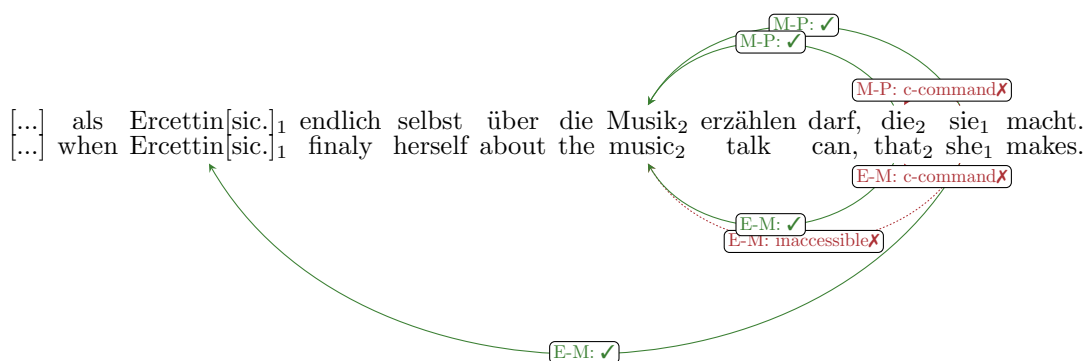 M-P: ✓
M-P: ✓
M-P: c-command✗
[...] als Ercettin[sic.]₁ endlich selbst über die Musik₂ erzählen darf, die₂ sie₁ macht.
[...] when Ercettin[sic.]₁ finaly herself about the music₂ talk can, that₂ she₁ makes.
E-M: c-command✗
E-M: ✓
E-M: inaccessible✗
E-M: ✓